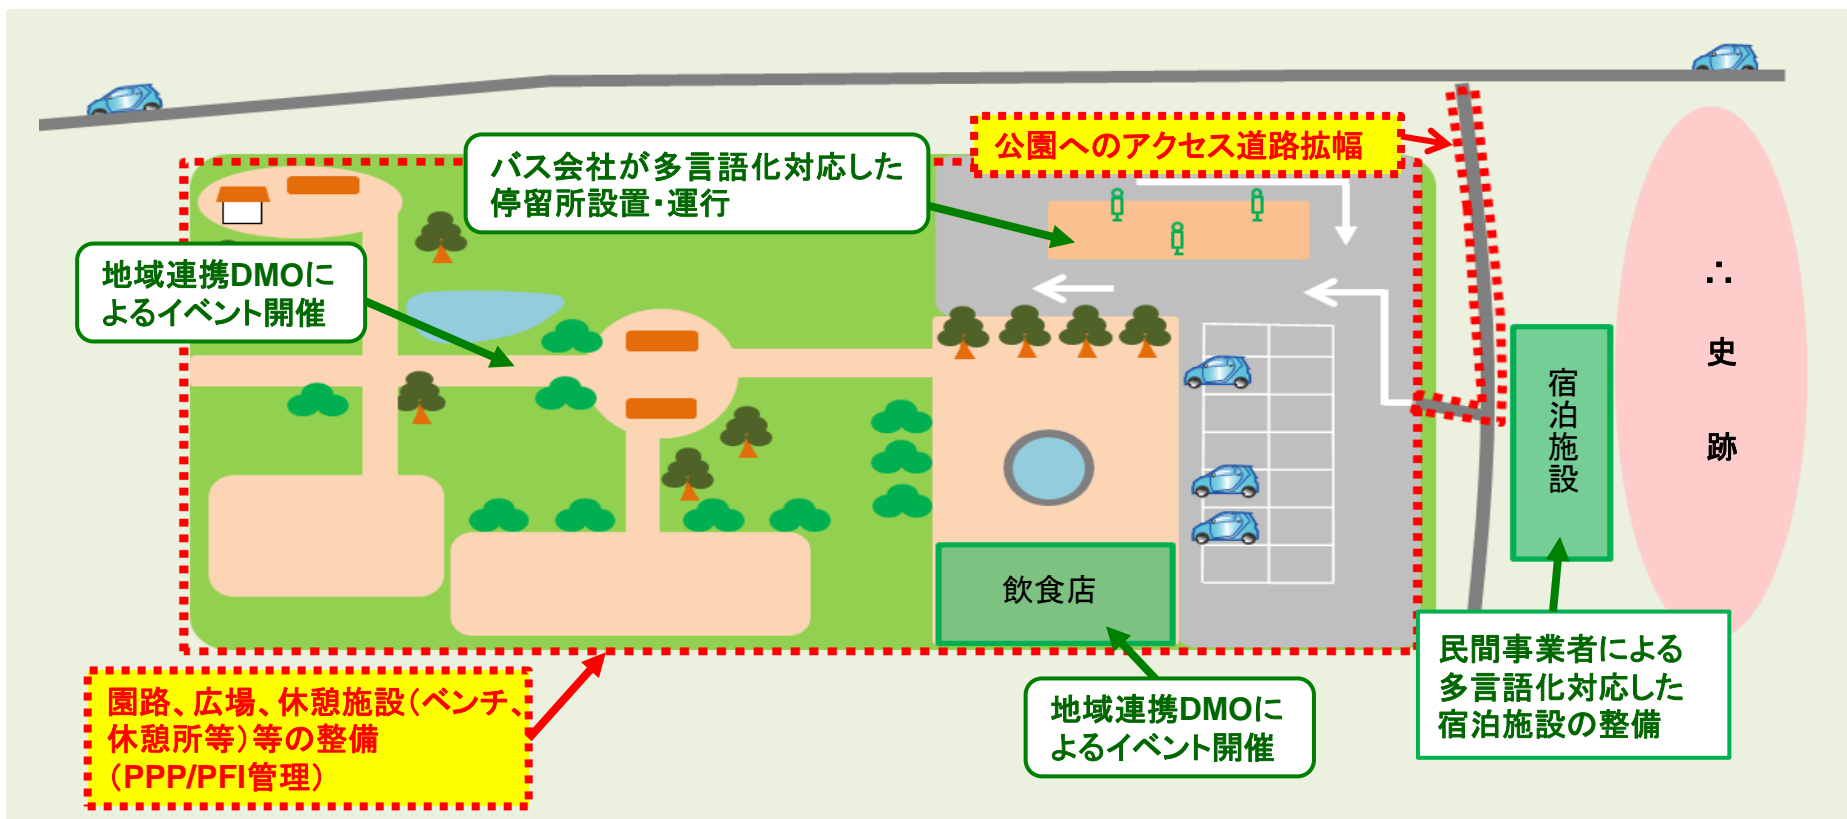 公園へのアクセス道路拡幅
バス会社が多言語化対応した
停留所設置・運行
地域連携DMOに
よるイベント開催
∴
史
跡
宿泊施設
飲食店
園路、広場、休憩施設（ベンチ、
休憩所等）等の整備
（PPP/PFI管理）
地域連携DMOに
よるイベント開催
民間事業者による
多言語化対応した
宿泊施設の整備